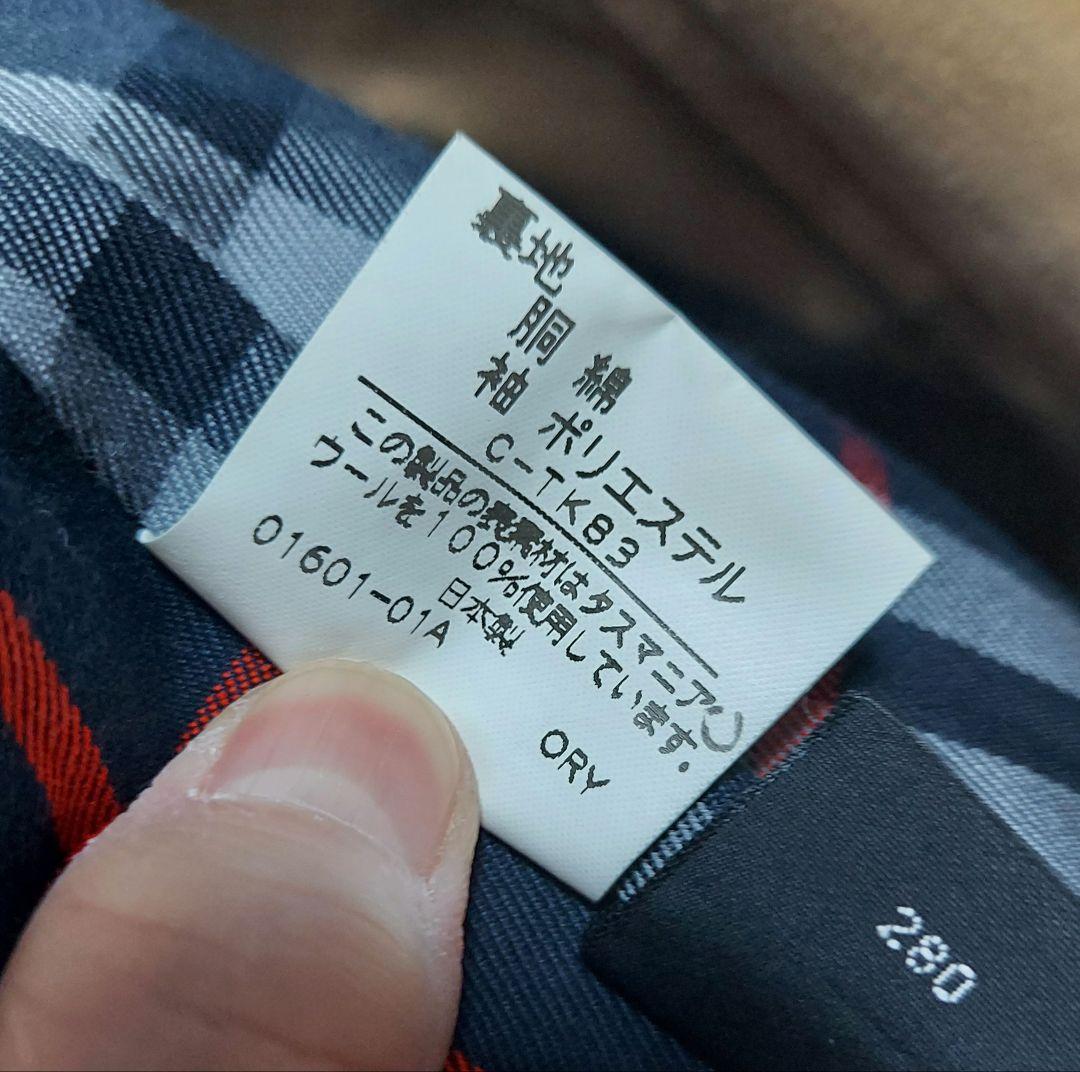 裏地
胴 綿
袖 ポリエステル
C-TK83
この製品の表素材はタスマニア
ウールを100%使用しています。
日本製
01601-01A ORY
280